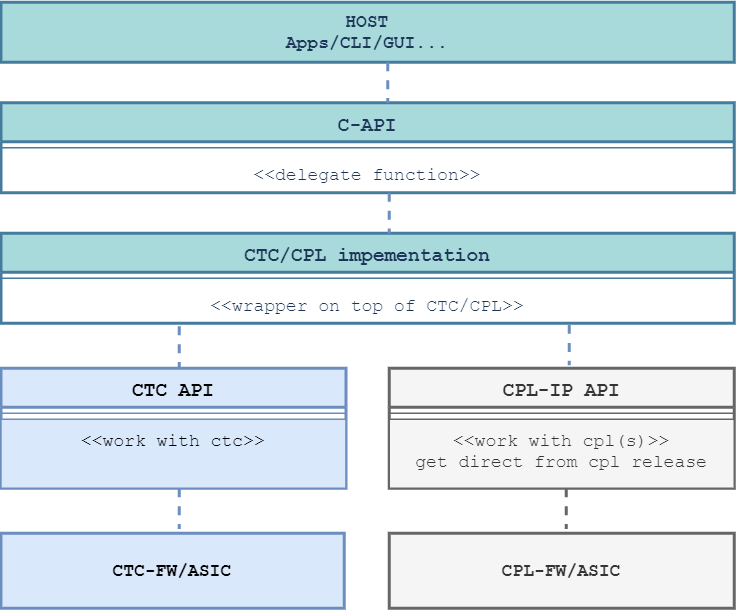 HOST
Apps/CLI/GUI...
C-API
<<delegate function>>
CTC/CPL impementation
<<wrapper on top of CTC/CPL>>
CTC API
<<work with ctc>>
CPL-IP API
<<work with cpl(s)>>
get direct from cpl release
CTC-FW/ASIC
CPL-FW/ASIC